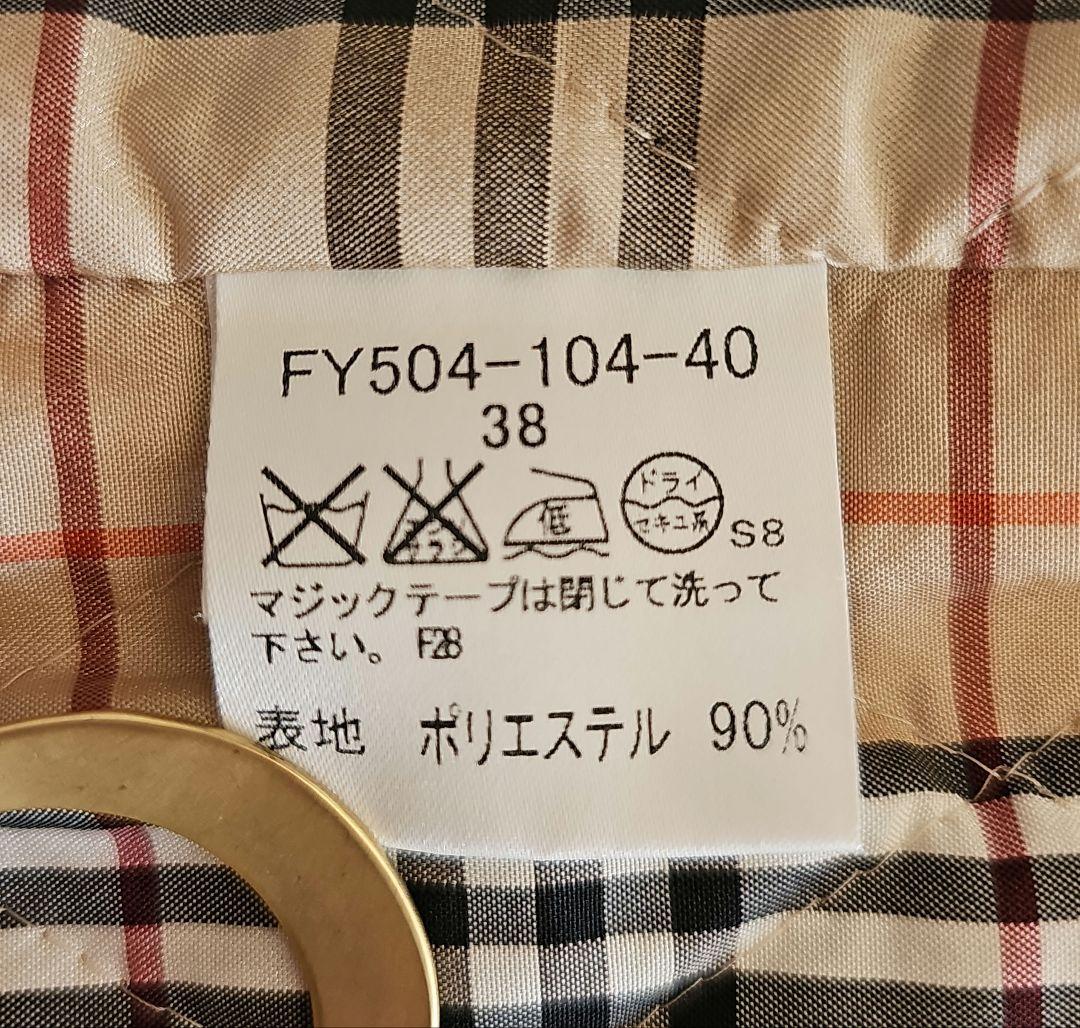 FY504-104-40
38
低
ドライ
セキユ系
S8
マジックテープは閉じて洗って
下さい。 F28
表地 ポリエステル 90%